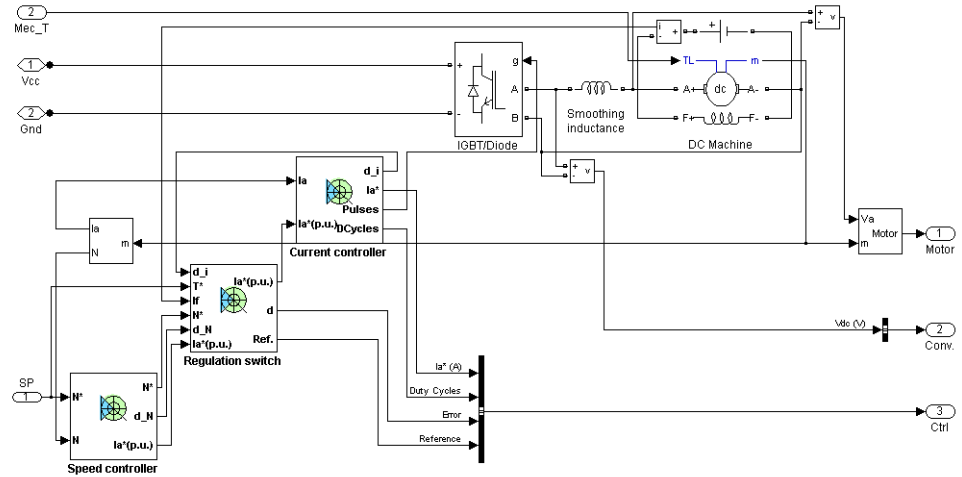 2
Mec_T
1
Vcc
2
Gnd
+
-
g
A
B
IGBT/Diode
Smoothing
inductance
i
+
-
+
TL
m
A+
dc
A-
F+
F-
DC Machine
+
-
v
+
-
v
Ia
d_i
Ia*
Pulses
Ia*(p.u.)
DCycles
Current controller
Ia
N
m
Va
m
Motor
1
Motor
d_i
T*
If
N*
d_N
Ia*(p.u.)
Ia*(p.u.)
d
Ref.
Regulation switch
Vdc (V)
2
Conv.
SP
1
N*
N
N*
d_N
Ia*(p.u.)
Speed controller
Ia* (A)
Duty Cycles
Error
Reference
3
Ctrl